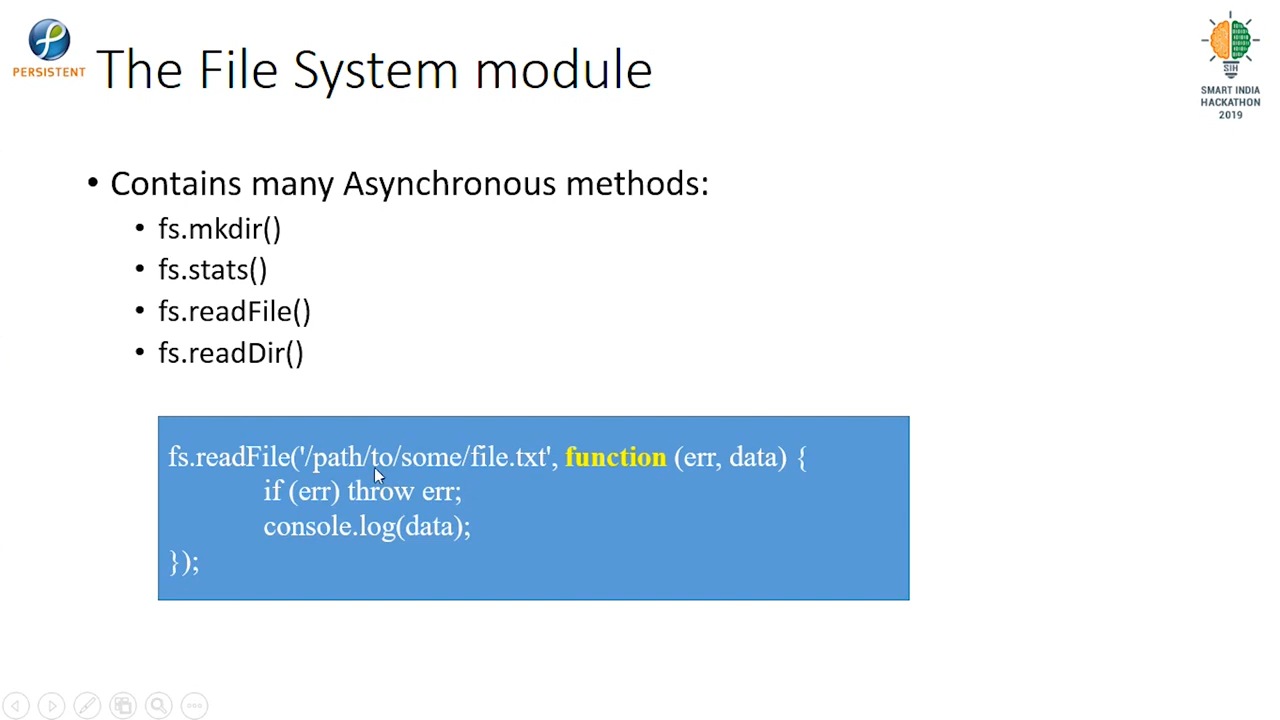 PERSISTENT
The File System module
SIH
SMART INDIA
HACKATHON
2019
• Contains many Asynchronous methods:
• fs.mkdir()
• fs.stats()
• fs.readFile()
• fs.readDir()
fs.readFile('/path/to/some/file.txt', function (err, data) {
if (err) throw err;
console.log(data);
});